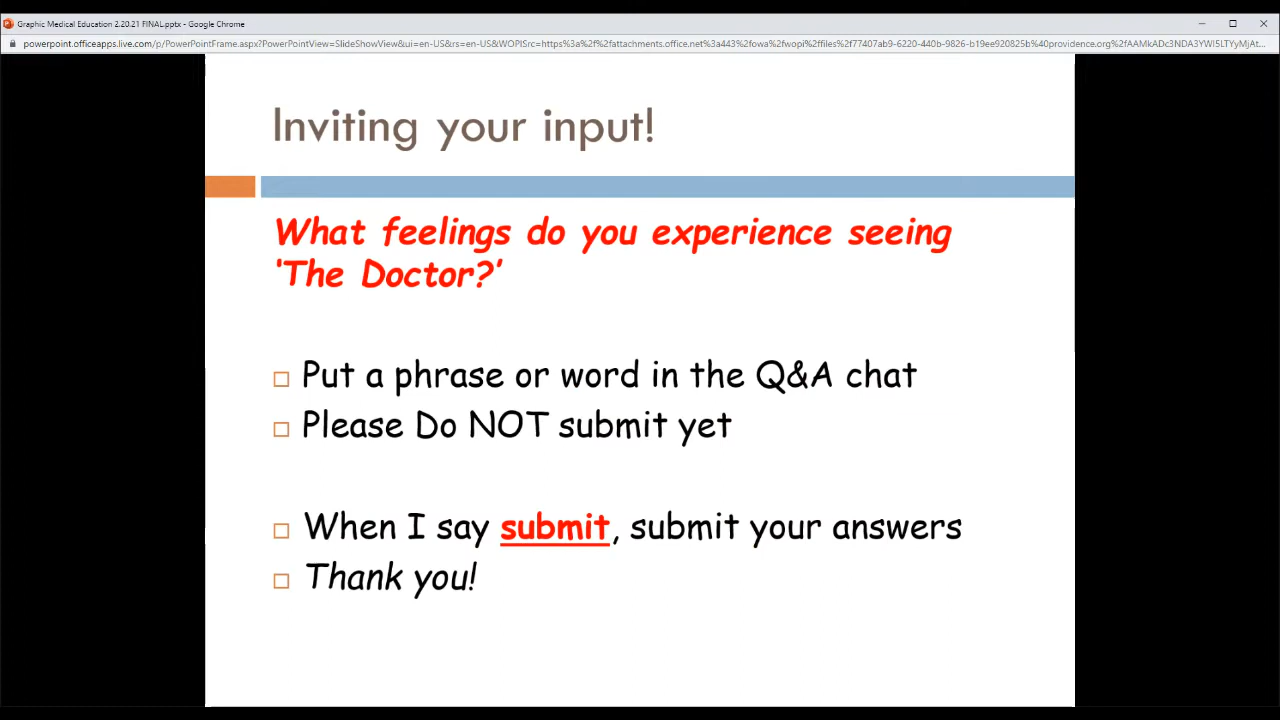 Graphic Medical Education 2.20.21 FINAL.pptx - Google Chrome
powerpoint.officeapps.live.com/p/PowerPointFrame.aspx?PowerPointView=SlideShowView&ui=en-US&rs=en-US&WOPISrc=https%3a%2f%2fattachments.office.net%3a443%2fowa%2fwopi%2ffiles%2f77407ab9-6220-440b-9826-b19ee920825b%40providence.org%2fAAMkADc3NDA3YWI5LTYyMjAt...
Inviting your input!
What feelings do you experience seeing
'The Doctor?'
Put a phrase or word in the Q&A chat
Please Do NOT submit yet
When I say submit, submit your answers
Thank you!